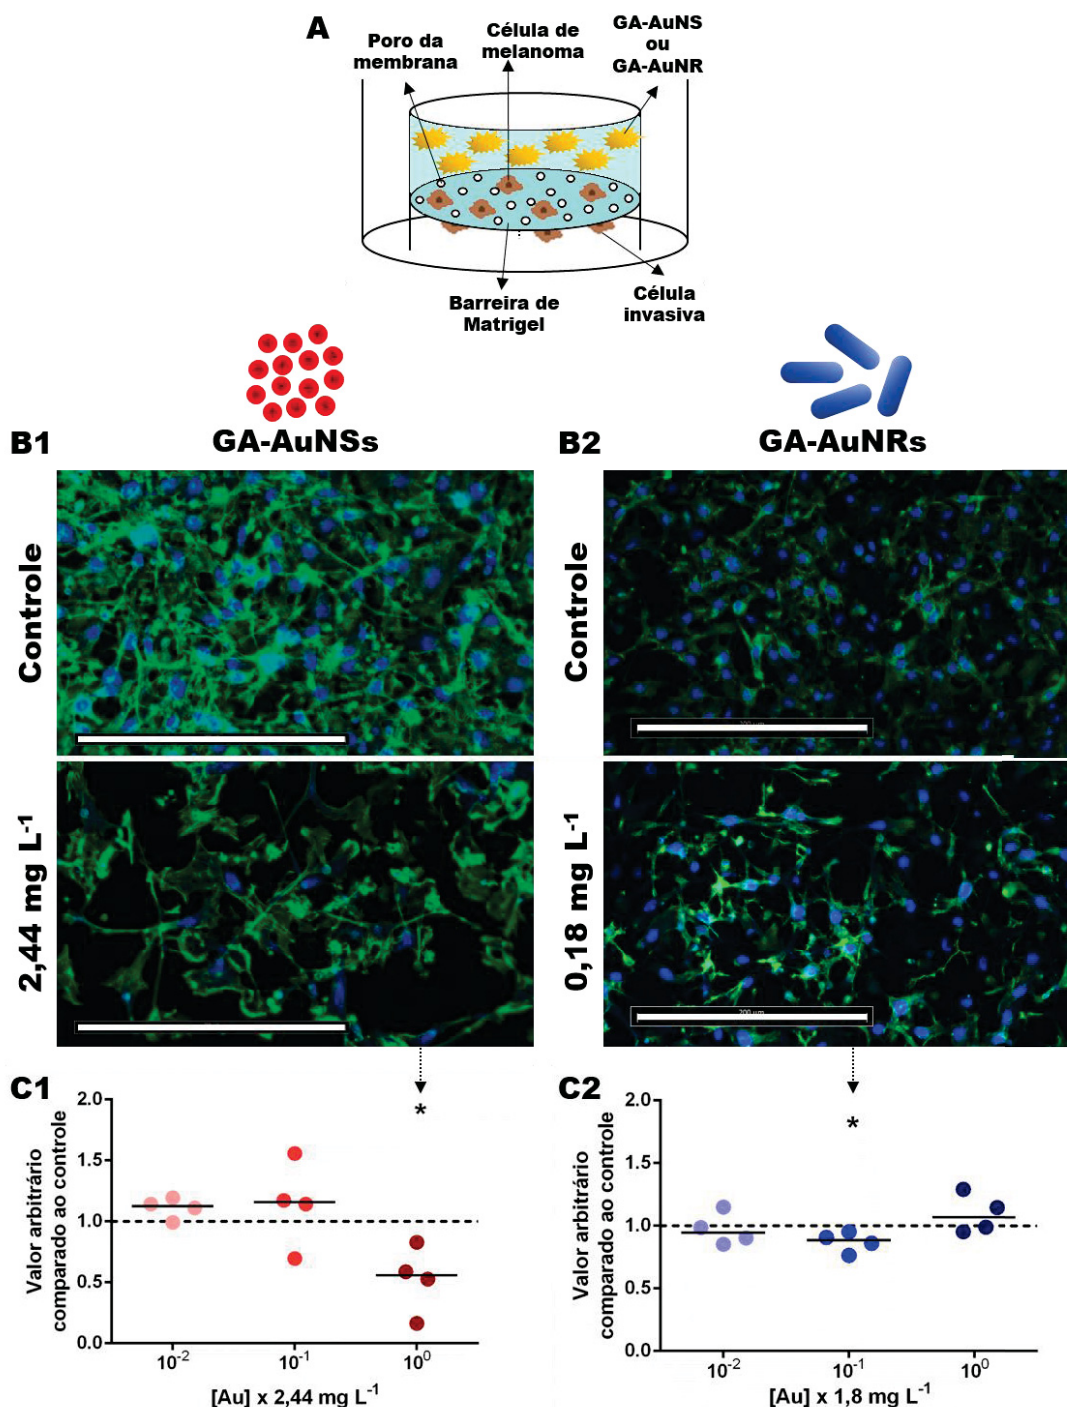 A
Poro da
membrana
Célula de
melanoma
GA-AuNS
ou
GA-AuNR
Barreira de
Matrigel
Célula
invasiva
B1
GA-AuNSs
B2
GA-AuNRs
Controle
Controle
2,44 mg L⁻¹
0,18 mg L⁻¹
200 µm
C1
Valor arbitrário
comparado ao controle
2.0
1.5
1.0
0.5
0.0
*
10⁻²
10⁻¹
10⁰
[Au] x 2,44 mg L⁻¹
C2
Valor arbitrário
comparado ao controle
2.0
1.5
1.0
0.5
0.0
*
10⁻²
10⁻¹
10⁰
[Au] x 1,8 mg L⁻¹